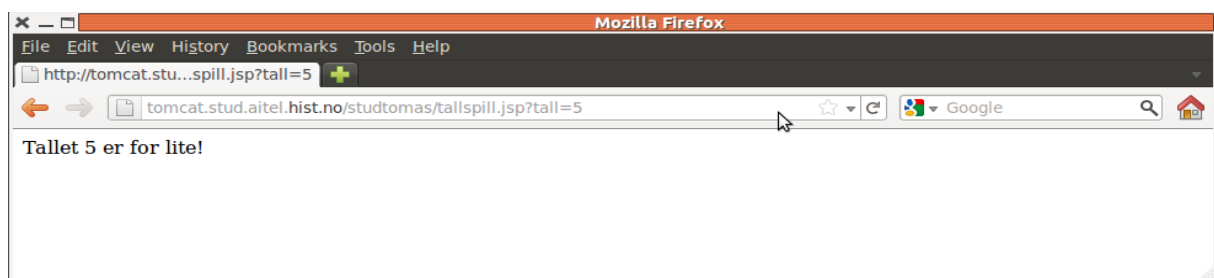 Mozilla Firefox
File Edit View History Bookmarks Tools Help
http://tomcat.stu...spill.jsp?tall=5
tomcat.stud.aitel.hist.no/studtomas/tallspill.jsp?tall=5 Google
Tallet 5 er for lite!